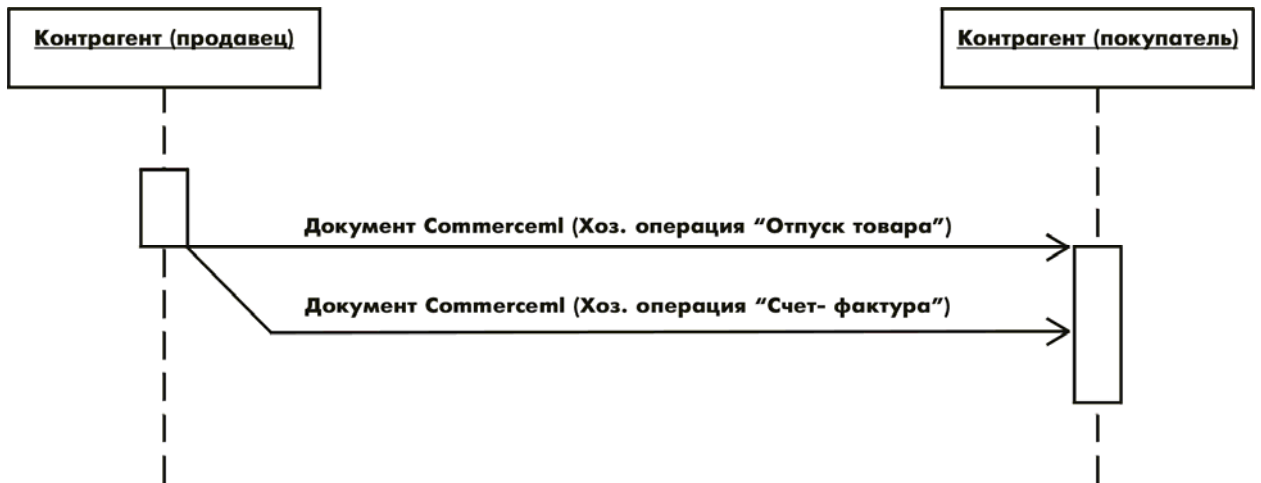 Контрагент (продавец)
Контрагент (покупатель)
Документ Commerceml (Хоз. операция “Отпуск товара”)
Документ Commerceml (Хоз. операция “Счет- фактура”)